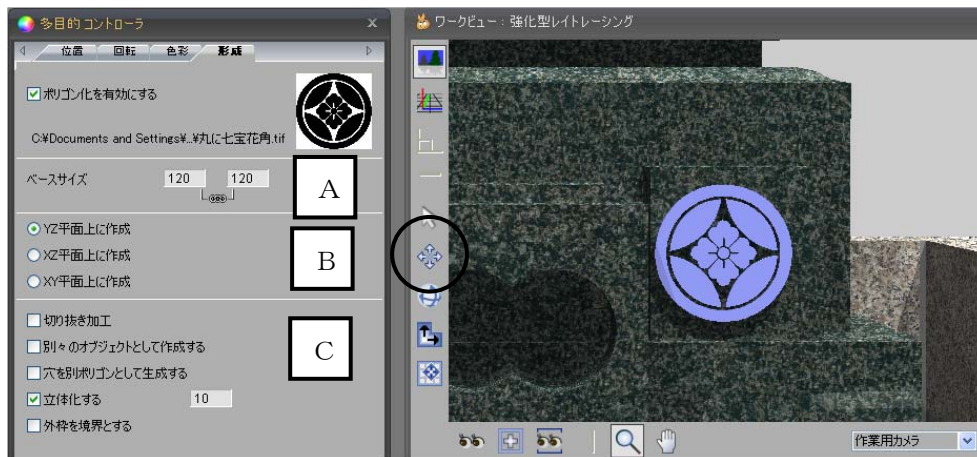 多目的コントローラ
x
位置 回転 色彩 形成
ポリゴン化を有効にする
C:¥Documents and Settings¥...¥丸に七宝花角.tif
ベースサイズ 120 120
A
YZ平面上に作成
XZ平面上に作成
XY平面上に作成
B
切り抜き加工
別々のオブジェクトとして作成する
穴を別ポリゴンとして生成する
立体化する 10
外枠を境界とする
C
ワークビュー：強化型レイトレーシング
作業用カメラ